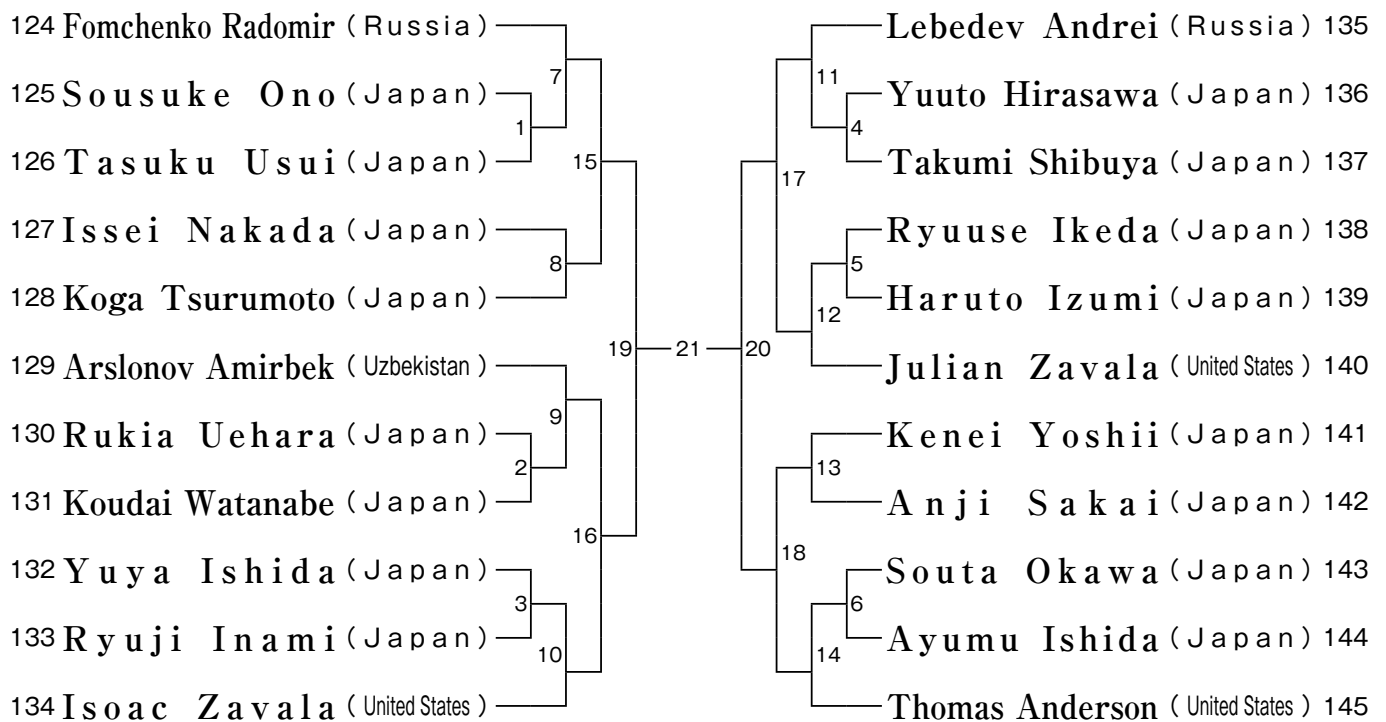 124 Fomchenko Radomir (Russia)
125 Sousuke Ono (Japan)
126 Tasuku Usui (Japan)
127 Issei Nakada (Japan)
128 Koga Tsurumoto (Japan)
129 Arslonov Amirbek (Uzbekistan)
130 Rukia Uehara (Japan)
131 Koudai Watanabe (Japan)
132 Yuya Ishida (Japan)
133 Ryuji Inami (Japan)
134 Isoac Zavala (United States)
7
1
15
8
19
9
2
16
3
10
21
20
11
4
17
5
12
13
18
6
14
Lebedev Andrei (Russia) 135
Yuuto Hirasawa (Japan) 136
Takumi Shibuya (Japan) 137
Ryuuse Ikeda (Japan) 138
Haruto Izumi (Japan) 139
Julian Zavala (United States) 140
Kenei Yoshii (Japan) 141
Anji Sakai (Japan) 142
Souta Okawa (Japan) 143
Ayumu Ishida (Japan) 144
Thomas Anderson (United States) 145